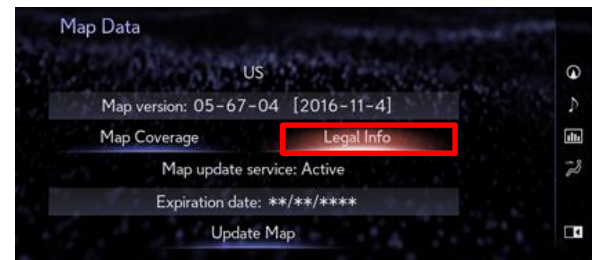 Map Data
US
Map version: 05-67-04 [2016-11-4]
Map Coverage Legal Info
Map update service: Active
Expiration date: **/**/****
Update Map